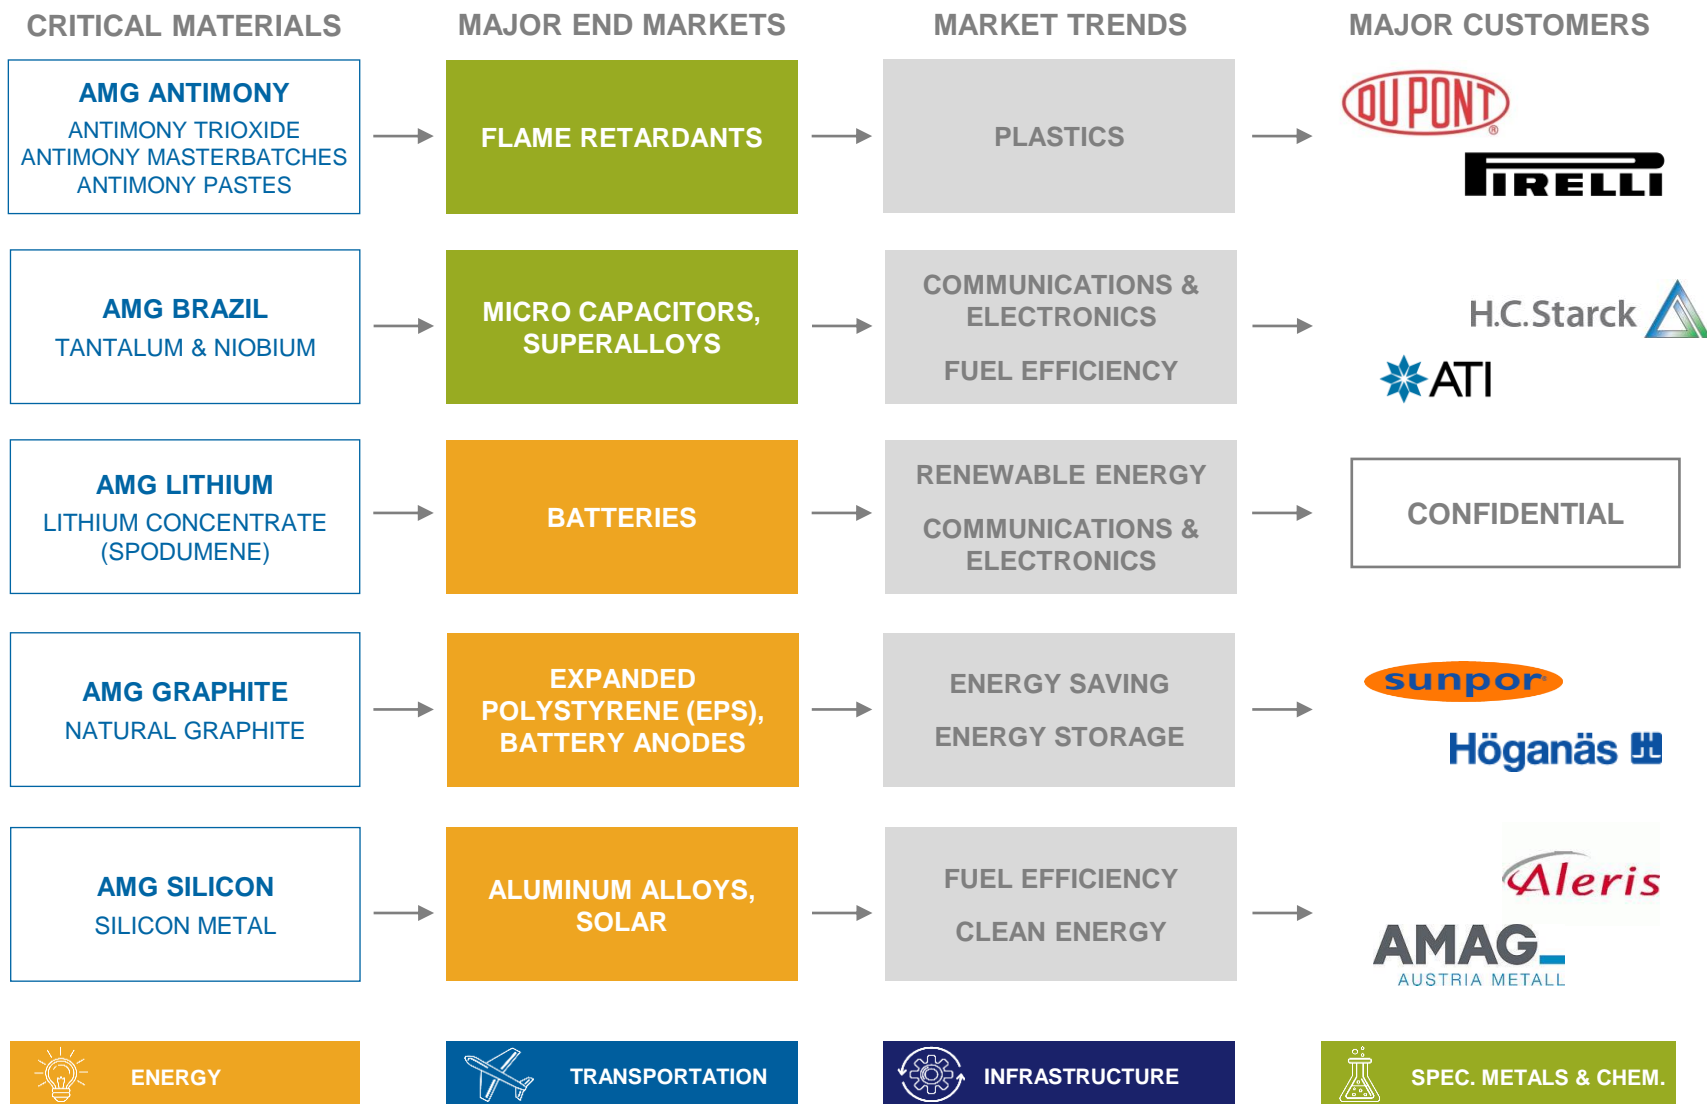 CRITICAL MATERIALS
MAJOR END MARKETS
MARKET TRENDS
MAJOR CUSTOMERS
AMG ANTIMONY
ANTIMONY TRIOXIDE
ANTIMONY MASTERBATCHES
ANTIMONY PASTES
FLAME RETARDANTS
PLASTICS
DU PONT
®
PIRELLI
AMG BRAZIL
TANTALUM & NIOBIUM
MICRO CAPACITORS,
SUPERALLOYS
COMMUNICATIONS &
ELECTRONICS
FUEL EFFICIENCY
H.C.Starck
ATI
AMG LITHIUM
LITHIUM CONCENTRATE
(SPODUMENE)
BATTERIES
RENEWABLE ENERGY
COMMUNICATIONS &
ELECTRONICS
CONFIDENTIAL
AMG GRAPHITE
NATURAL GRAPHITE
EXPANDED
POLYSTYRENE (EPS),
BATTERY ANODES
ENERGY SAVING
ENERGY STORAGE
sunpor®
Höganäs
AMG SILICON
SILICON METAL
ALUMINUM ALLOYS,
SOLAR
FUEL EFFICIENCY
CLEAN ENERGY
Aleris
AMAG
AUSTRIA METALL
ENERGY
TRANSPORTATION
INFRASTRUCTURE
SPEC. METALS & CHEM.